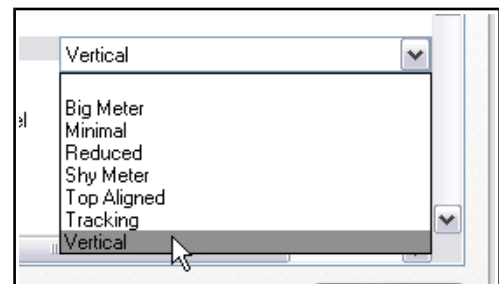 Vertical
Big Meter
Minimal
Reduced
Shy Meter
Top Aligned
Tracking
Vertical